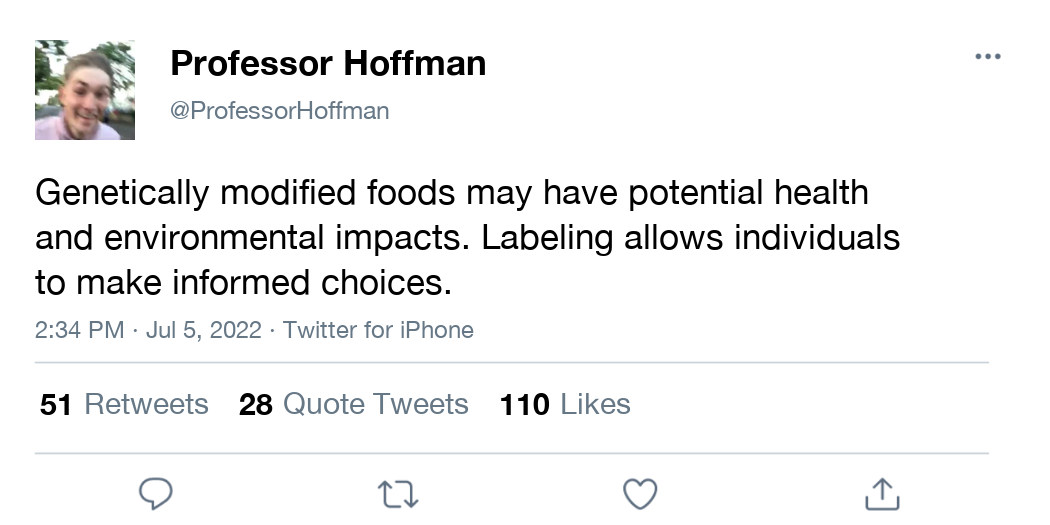 Professor Hoffman
@ProfessorHoffman
Genetically modified foods may have potential health
and environmental impacts. Labeling allows individuals
to make informed choices.
2:34 PM · Jul 5, 2022 · Twitter for iPhone
51 Retweets 28 Quote Tweets 110 Likes